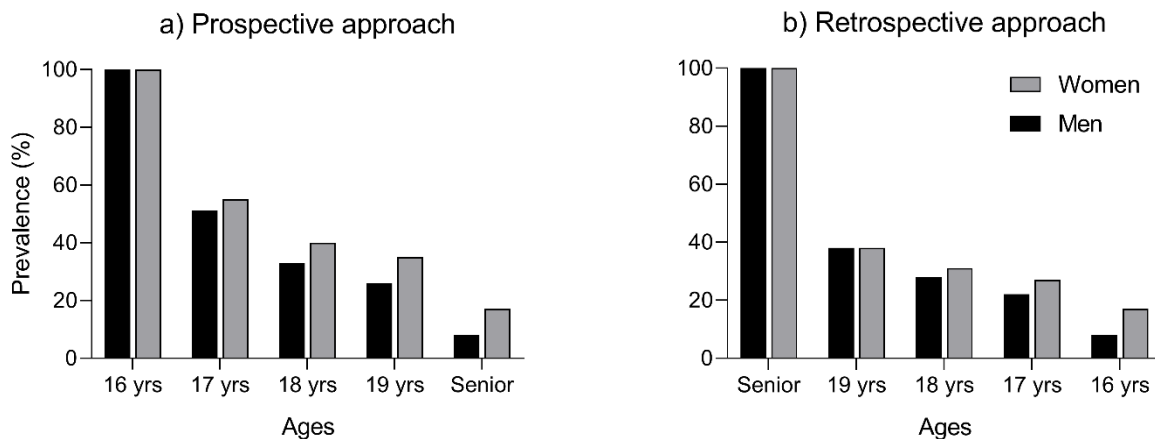 a) Prospective approach
Prevalence (%)
100
80
60
40
20
0
16 yrs 17 yrs 18 yrs 19 yrs Senior
Ages
b) Retrospective approach
Women
Men
100
80
60
40
20
0
Senior 19 yrs 18 yrs 17 yrs 16 yrs
Ages